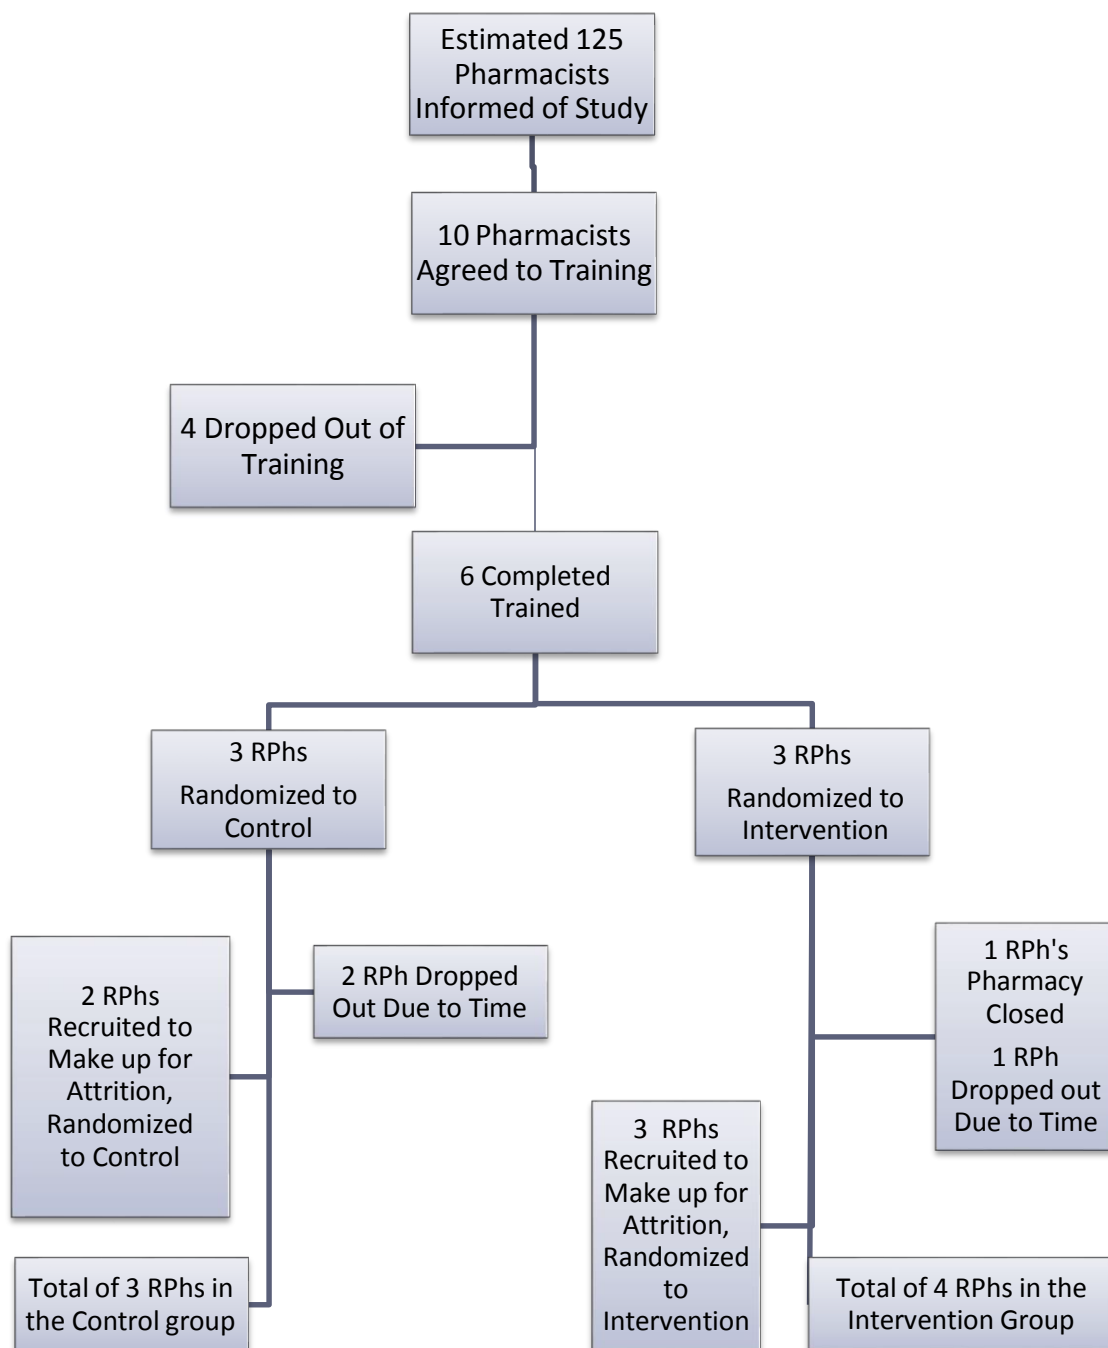 Estimated 125
Pharmacists
Informed of Study
10 Pharmacists
Agreed to Training
4 Dropped Out of
Training
6 Completed
Trained
3 RPhs
Randomized to
Control
3 RPhs
Randomized to
Intervention
2 RPhs
Recruited to
Make up for
Attrition,
Randomized
to Control
2 RPh Dropped
Out Due to Time
1 RPh's
Pharmacy
Closed
1 RPh
Dropped out
Due to Time
3 RPhs
Recruited to
Make up for
Attrition,
Randomized
to
Intervention
Total of 3 RPhs in
the Control group
Total of 4 RPhs in the
Intervention Group